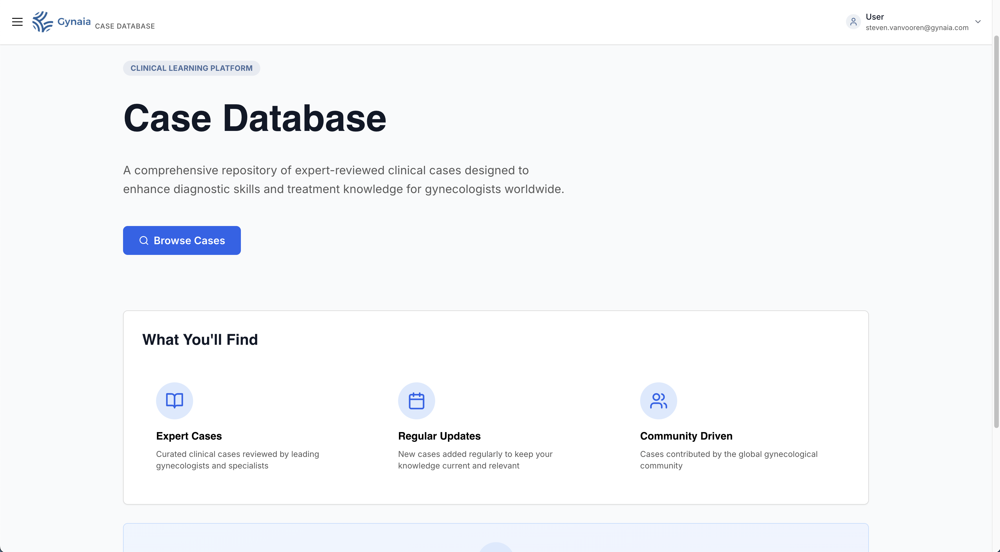 Gynaia CASE DATABASE
User
steven.vanvooren@gynaia.com
CLINICAL LEARNING PLATFORM
Case Database
A comprehensive repository of expert-reviewed clinical cases designed to
enhance diagnostic skills and treatment knowledge for gynecologists worldwide.
Browse Cases
What You'll Find
Expert Cases
Curated clinical cases reviewed by leading
gynecologists and specialists
Regular Updates
New cases added regularly to keep your
knowledge current and relevant
Community Driven
Cases contributed by the global gynecological
community